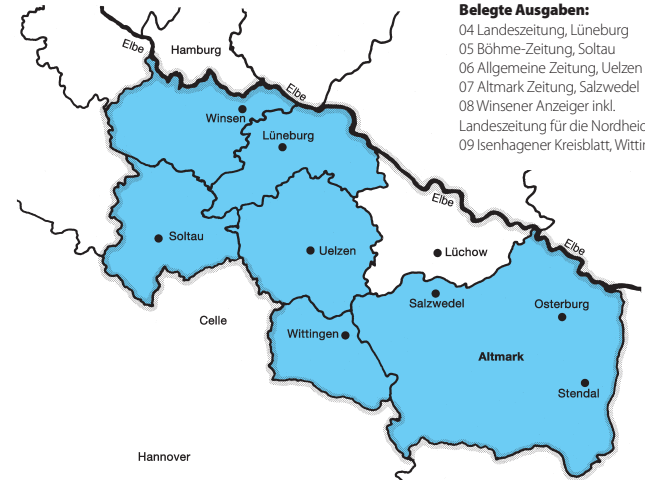 Belegte Ausgaben:
04 Landeszeitung, Lüneburg
05 Böhme-Zeitung, Soltau
06 Allgemeine Zeitung, Uelzen
07 Altmark Zeitung, Salzwedel
08 Winsener Anzeiger inkl.
Landeszeitung für die Nordheid
09 Isenhagener Kreisblatt, Wittin
Elbe
Hamburg
Elbe
Winsen
Lüneburg
Elbe
Elbe
Soltau
Uelzen
Lüchow
Salzwedel
Osterburg
Celle
Wittingen
Altmark
Stendal
Hannover